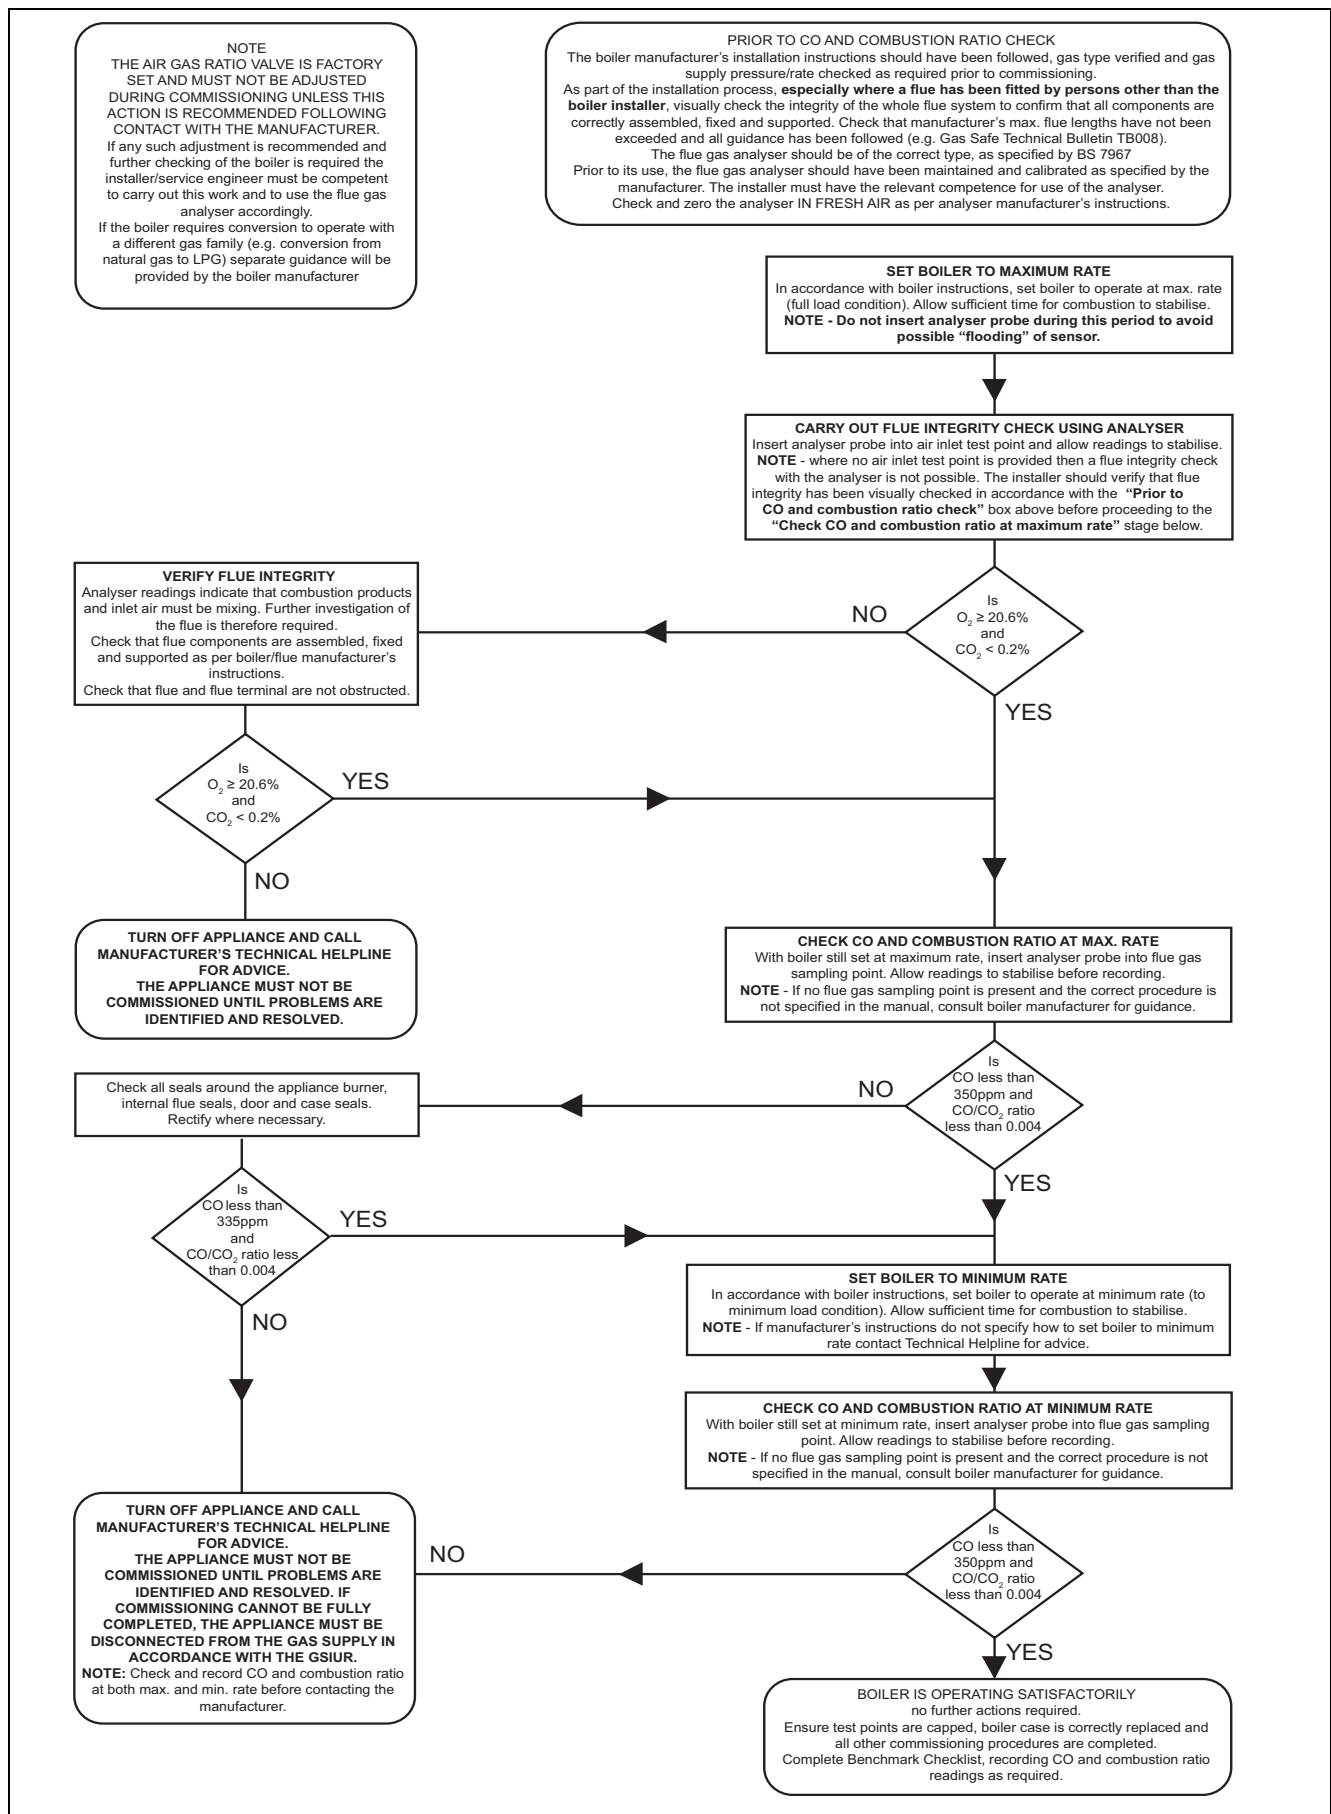 NOTE
THE AIR GAS RATIO VALVE IS FACTORY
SET AND MUST NOT BE ADJUSTED
DURING COMMISSIONING UNLESS THIS
ACTION IS RECOMMENDED FOLLOWING
CONTACT WITH THE MANUFACTURER.
If any such adjustment is recommended and
further checking of the boiler is required the
installer/service engineer must be competent
to carry out this work and to use the flue gas
analyser accordingly.
If the boiler requires conversion to operate with
a different gas family (e.g. conversion from
natural gas to LPG) separate guidance will be
provided by the boiler manufacturer
PRIOR TO CO AND COMBUSTION RATIO CHECK
The boiler manufacturer's installation instructions should have been followed, gas type verified and gas
supply pressure/rate checked as required prior to commissioning.
As part of the installation process, especially where a flue has been fitted by persons other than the
boiler installer, visually check the integrity of the whole flue system to confirm that all components are
correctly assembled, fixed and supported. Check that manufacturer's max. flue lengths have not been
exceeded and all guidance has been followed (e.g. Gas Safe Technical Bulletin TB008).
The flue gas analyser should be of the correct type, as specified by BS 7967
Prior to its use, the flue gas analyser should have been maintained and calibrated as specified by the
manufacturer. The installer must have the relevant competence for use of the analyser.
Check and zero the analyser IN FRESH AIR as per analyser manufacturer's instructions.
SET BOILER TO MAXIMUM RATE
In accordance with boiler instructions, set boiler to operate at max. rate
(full load condition). Allow sufficient time for combustion to stabilise.
NOTE - Do not insert analyser probe during this period to avoid
possible “flooding” of sensor.
CARRY OUT FLUE INTEGRITY CHECK USING ANALYSER
Insert analyser probe into air inlet test point and allow readings to stabilise.
NOTE - where no air inlet test point is provided then a flue integrity check
with the analyser is not possible. The installer should verify that flue
integrity has been visually checked in accordance with the “Prior to
CO and combustion ratio check” box above before proceeding to the
“Check CO and combustion ratio at maximum rate” stage below.
Is
O₂ ≥ 20.6%
and
CO₂ < 0.2%
NO
YES
VERIFY FLUE INTEGRITY
Analyser readings indicate that combustion products
and inlet air must be mixing. Further investigation of
the flue is therefore required.
Check that flue components are assembled, fixed
and supported as per boiler/flue manufacturer's
instructions.
Check that flue and flue terminal are not obstructed.
Is
O₂ ≥ 20.6%
and
CO₂ < 0.2%
YES
NO
TURN OFF APPLIANCE AND CALL
MANUFACTURER'S TECHNICAL HELPLINE
FOR ADVICE.
THE APPLIANCE MUST NOT BE
COMMISSIONED UNTIL PROBLEMS ARE
IDENTIFIED AND RESOLVED.
CHECK CO AND COMBUSTION RATIO AT MAX. RATE
With boiler still set at maximum rate, insert analyser probe into flue gas
sampling point. Allow readings to stabilise before recording.
NOTE - If no flue gas sampling point is present and the correct procedure is
not specified in the manual, consult boiler manufacturer for guidance.
Is
CO less than
350ppm and
CO/CO₂ ratio
less than 0.004
NO
YES
Check all seals around the appliance burner,
internal flue seals, door and case seals.
Rectify where necessary.
Is
CO less than
335ppm
and
CO/CO₂ ratio less
than 0.004
YES
NO
SET BOILER TO MINIMUM RATE
In accordance with boiler instructions, set boiler to operate at minimum rate (to
minimum load condition). Allow sufficient time for combustion to stabilise.
NOTE - If manufacturer's instructions do not specify how to set boiler to minimum
rate contact Technical Helpline for advice.
CHECK CO AND COMBUSTION RATIO AT MINIMUM RATE
With boiler still set at minimum rate, insert analyser probe into flue gas sampling
point. Allow readings to stabilise before recording.
NOTE - If no flue gas sampling point is present and the correct procedure is not
specified in the manual, consult boiler manufacturer for guidance.
Is
CO less than
350ppm and
CO/CO₂ ratio
less than 0.004
NO
YES
TURN OFF APPLIANCE AND CALL
MANUFACTURER'S TECHNICAL HELPLINE
FOR ADVICE.
THE APPLIANCE MUST NOT BE
COMMISSIONED UNTIL PROBLEMS ARE
IDENTIFIED AND RESOLVED. IF
COMMISSIONING CANNOT BE FULLY
COMPLETED, THE APPLIANCE MUST BE
DISCONNECTED FROM THE GAS SUPPLY IN
ACCORDANCE WITH THE GSIUR.
NOTE: Check and record CO and combustion ratio
at both max. and min. rate before contacting the
manufacturer.
BOILER IS OPERATING SATISFACTORILY
no further actions required.
Ensure test points are capped, boiler case is correctly replaced and
all other commissioning procedures are completed.
Complete Benchmark Checklist, recording CO and combustion ratio
readings as required.